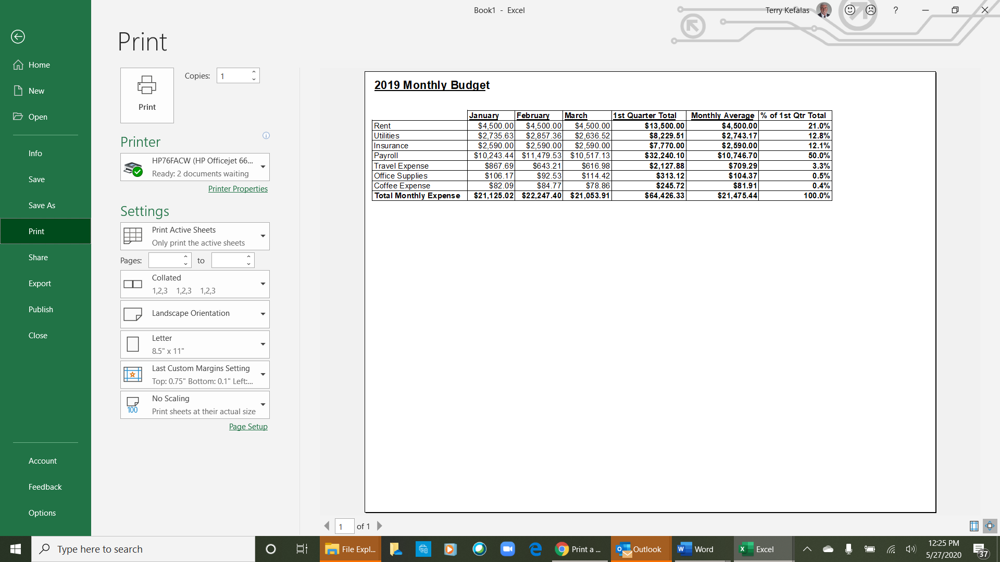 Book1 - Excel
Terry Kefalas
?
Print
Home
New
Open
Info
Save
Save As
Print
Share
Export
Publish
Close
Account
Feedback
Options
Print
Copies: 1
Printer
HP76FACW (HP Officejet 66...
Ready: 2 documents waiting
Printer Properties
Settings
Print Active Sheets
Only print the active sheets
Pages: to
Collated
1,2,3 1,2,3 1,2,3
Landscape Orientation
Letter
8.5" x 11"
Last Custom Margins Setting
Top: 0.75" Bottom: 0.1" Left:...
No Scaling
100
Print sheets at their actual size
Page Setup
2019 Monthly Budget
January February March 1st Quarter Total Monthly Average % of 1st Qtr Total
Rent $4,500.00 $4,500.00 $4,500.00 $13,500.00 $4,500.00 21.0%
Utilities $2,735.63 $2,857.36 $2,636.52 $8,229.51 $2,743.17 12.8%
Insurance $2,590.00 $2,590.00 $2,590.00 $7,770.00 $2,590.00 12.1%
Payroll $10,243.44 $11,479.53 $10,517.13 $32,240.10 $10,746.70 50.0%
Travel Expense $867.69 $643.21 $616.98 $2,127.88 $709.29 3.3%
Office Supplies $106.17 $92.53 $114.42 $313.12 $104.37 0.5%
Coffee Expense $82.09 $84.77 $78.86 $245.72 $81.91 0.4%
Total Monthly Expense $21,125.02 $22,247.40 $21,053.91 $64,426.33 $21,475.44 100.0%
1 of 1
Type here to search
File Expl...
Print a ...
Outlook
Word
Excel
12:25 PM
5/27/2020
37